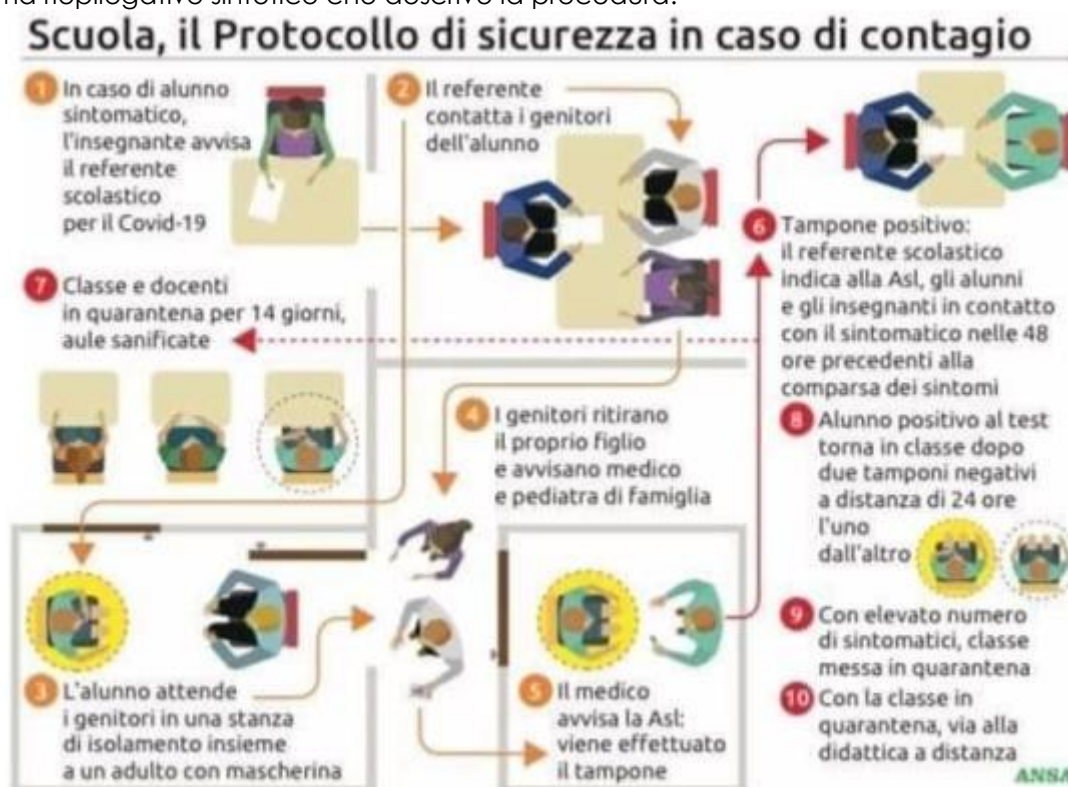 riepilogativo sintetico che descrive la procedura.
Scuola, il Protocollo di sicurezza in caso di contagio
1 In caso di alunno
sintomatico,
l'insegnante avvisa
il referente
scolastico
per il Covid-19
2 Il referente
contatta i genitori
dell'alunno
3 L'alunno attende
i genitori in una stanza
di isolamento insieme
a un adulto con mascherina
4 I genitori ritirano
il proprio figlio
e avvisano medico
e pediatra di famiglia
5 Il medico
avvisa la Asl:
viene effettuato
il tampone
6 Tampone positivo:
il referente scolastico
indica alla Asl, gli alunni
e gli insegnanti in contatto
con il sintomatico nelle 48
ore precedenti alla
comparsa dei sintomi
7 Classe e docenti
in quarantena per 14 giorni,
aule sanificate
8 Alunno positivo al test
torna in classe dopo
due tamponi negativi
a distanza di 24 ore
l'uno
dall'altro
9 Con elevato numero
di sintomatici, classe
messa in quarantena
10 Con la classe in
quarantena, via alla
didattica a distanza
ANSA